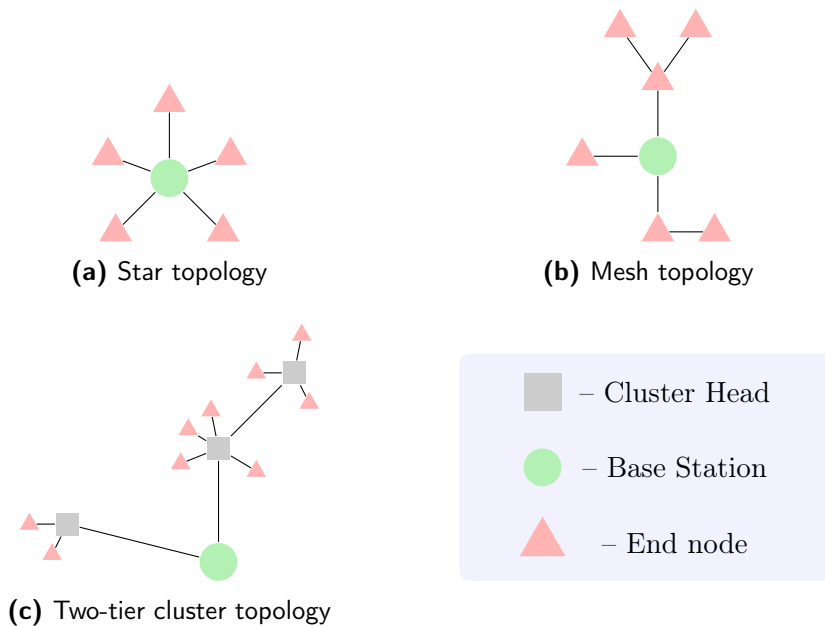 (a) Star topology
(b) Mesh topology
– Cluster Head
– Base Station
– End node
(c) Two-tier cluster topology